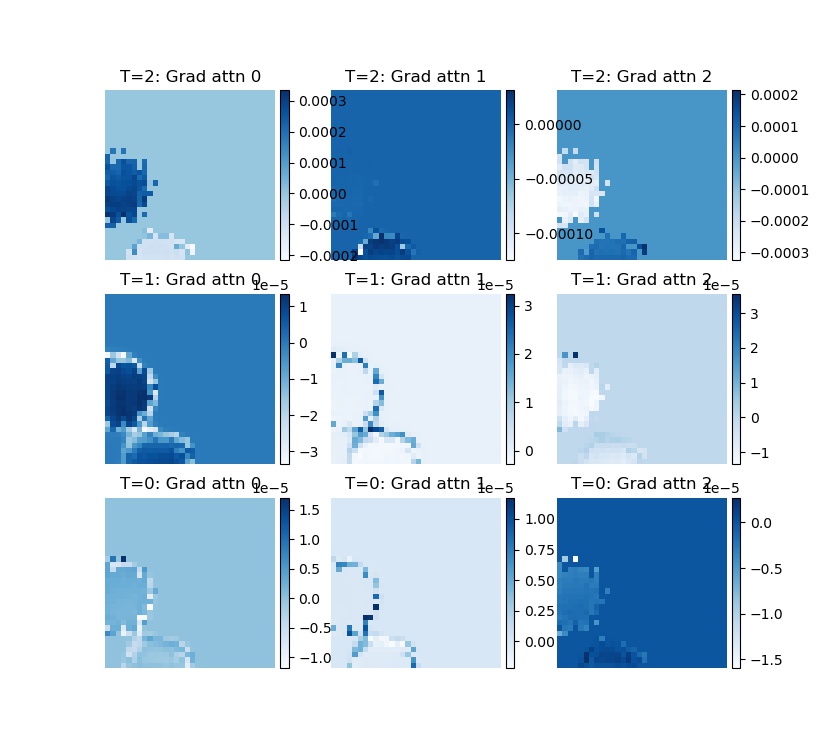 T=2: Grad attn 0
T=2: Grad attn 1
T=2: Grad attn 2
0.0003
0.0002
0.0001
0.0000
−0.0001
−0.0002
0.00000
−0.00005
−0.00010
0.0002
0.0001
0.0000
−0.0001
−0.0002
−0.0003
T=1: Grad attn 0
1e−5
T=1: Grad attn 1
1e−5
T=1: Grad attn 2
1e−5
1
0
−1
−2
−3
3
2
1
0
3
2
1
0
−1
T=0: Grad attn 0
1e−5
T=0: Grad attn 1
1e−5
T=0: Grad attn 2
1e−5
1.5
1.0
0.5
0.0
−0.5
−1.0
1.00
0.75
0.50
0.25
0.00
0.0
−0.5
−1.0
−1.5